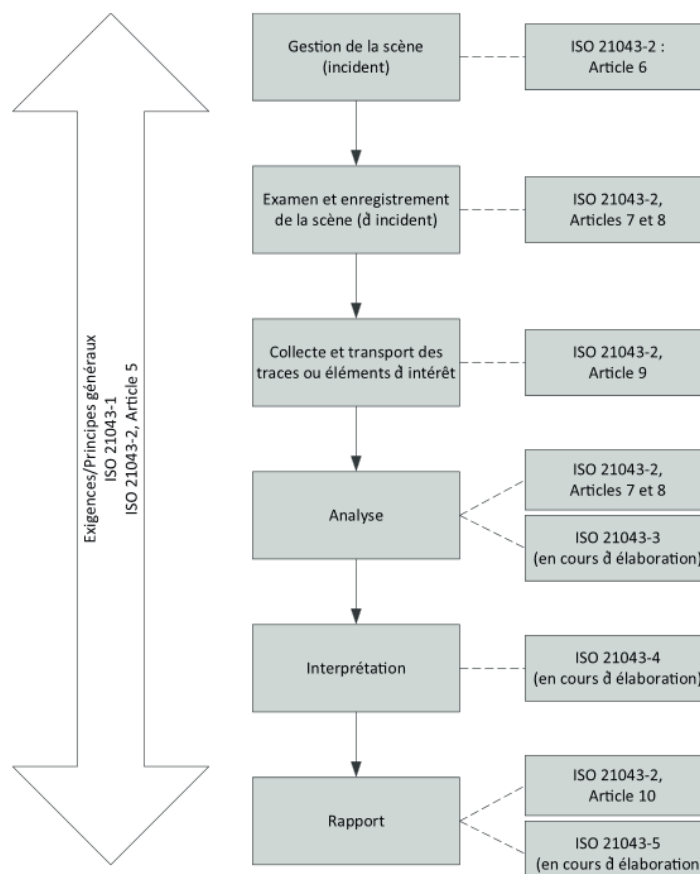 Gestion de la scène
(incident)
ISO 21043-2 :
Article 6
Examen et enregistrement
de la scène (d̀ incident)
ISO 21043-2,
Articles 7 et 8
Collecte et transport des
traces ou éléments d̀ intérêt
ISO 21043-2,
Article 9
Exigences/Principes généraux
ISO 21043-1
ISO 21043-2, Article 5
Analyse
ISO 21043-2,
Articles 7 et 8
ISO 21043-3
(en cours d̀ élaboration)
Interprétation
ISO 21043-4
(en cours d̀ élaboration)
Rapport
ISO 21043-2,
Article 10
ISO 21043-5
(en cours d̀ élaboration